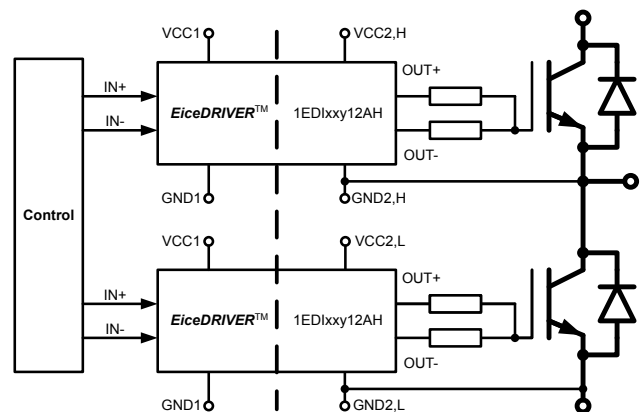 VCC1
VCC2,H
OUT+
IN+
EiceDRIVER™
1EDIxxy12AH
IN-
OUT-
GND1
GND2,H
Control
VCC1
VCC2,L
OUT+
IN+
EiceDRIVER™
1EDIxxy12AH
IN-
OUT-
GND1
GND2,L